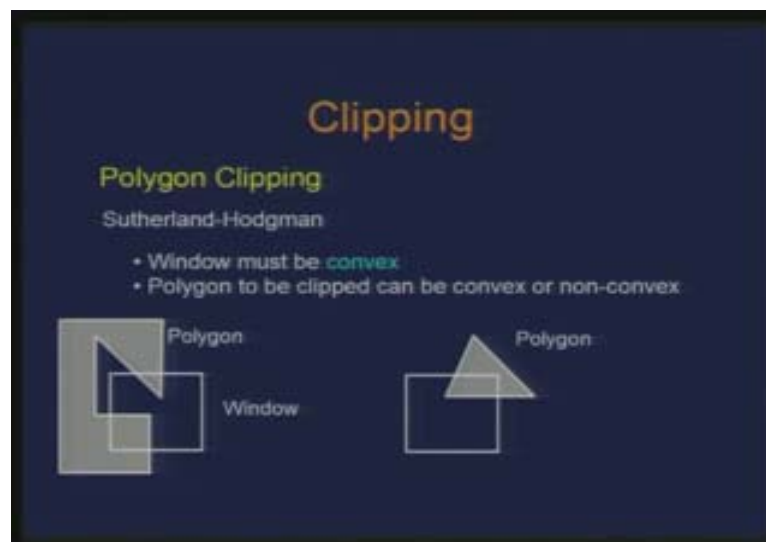 Clipping
Polygon Clipping
Sutherland-Hodgman
• Window must be convex
• Polygon to be clipped can be convex or non-convex
Polygon
Polygon
Window